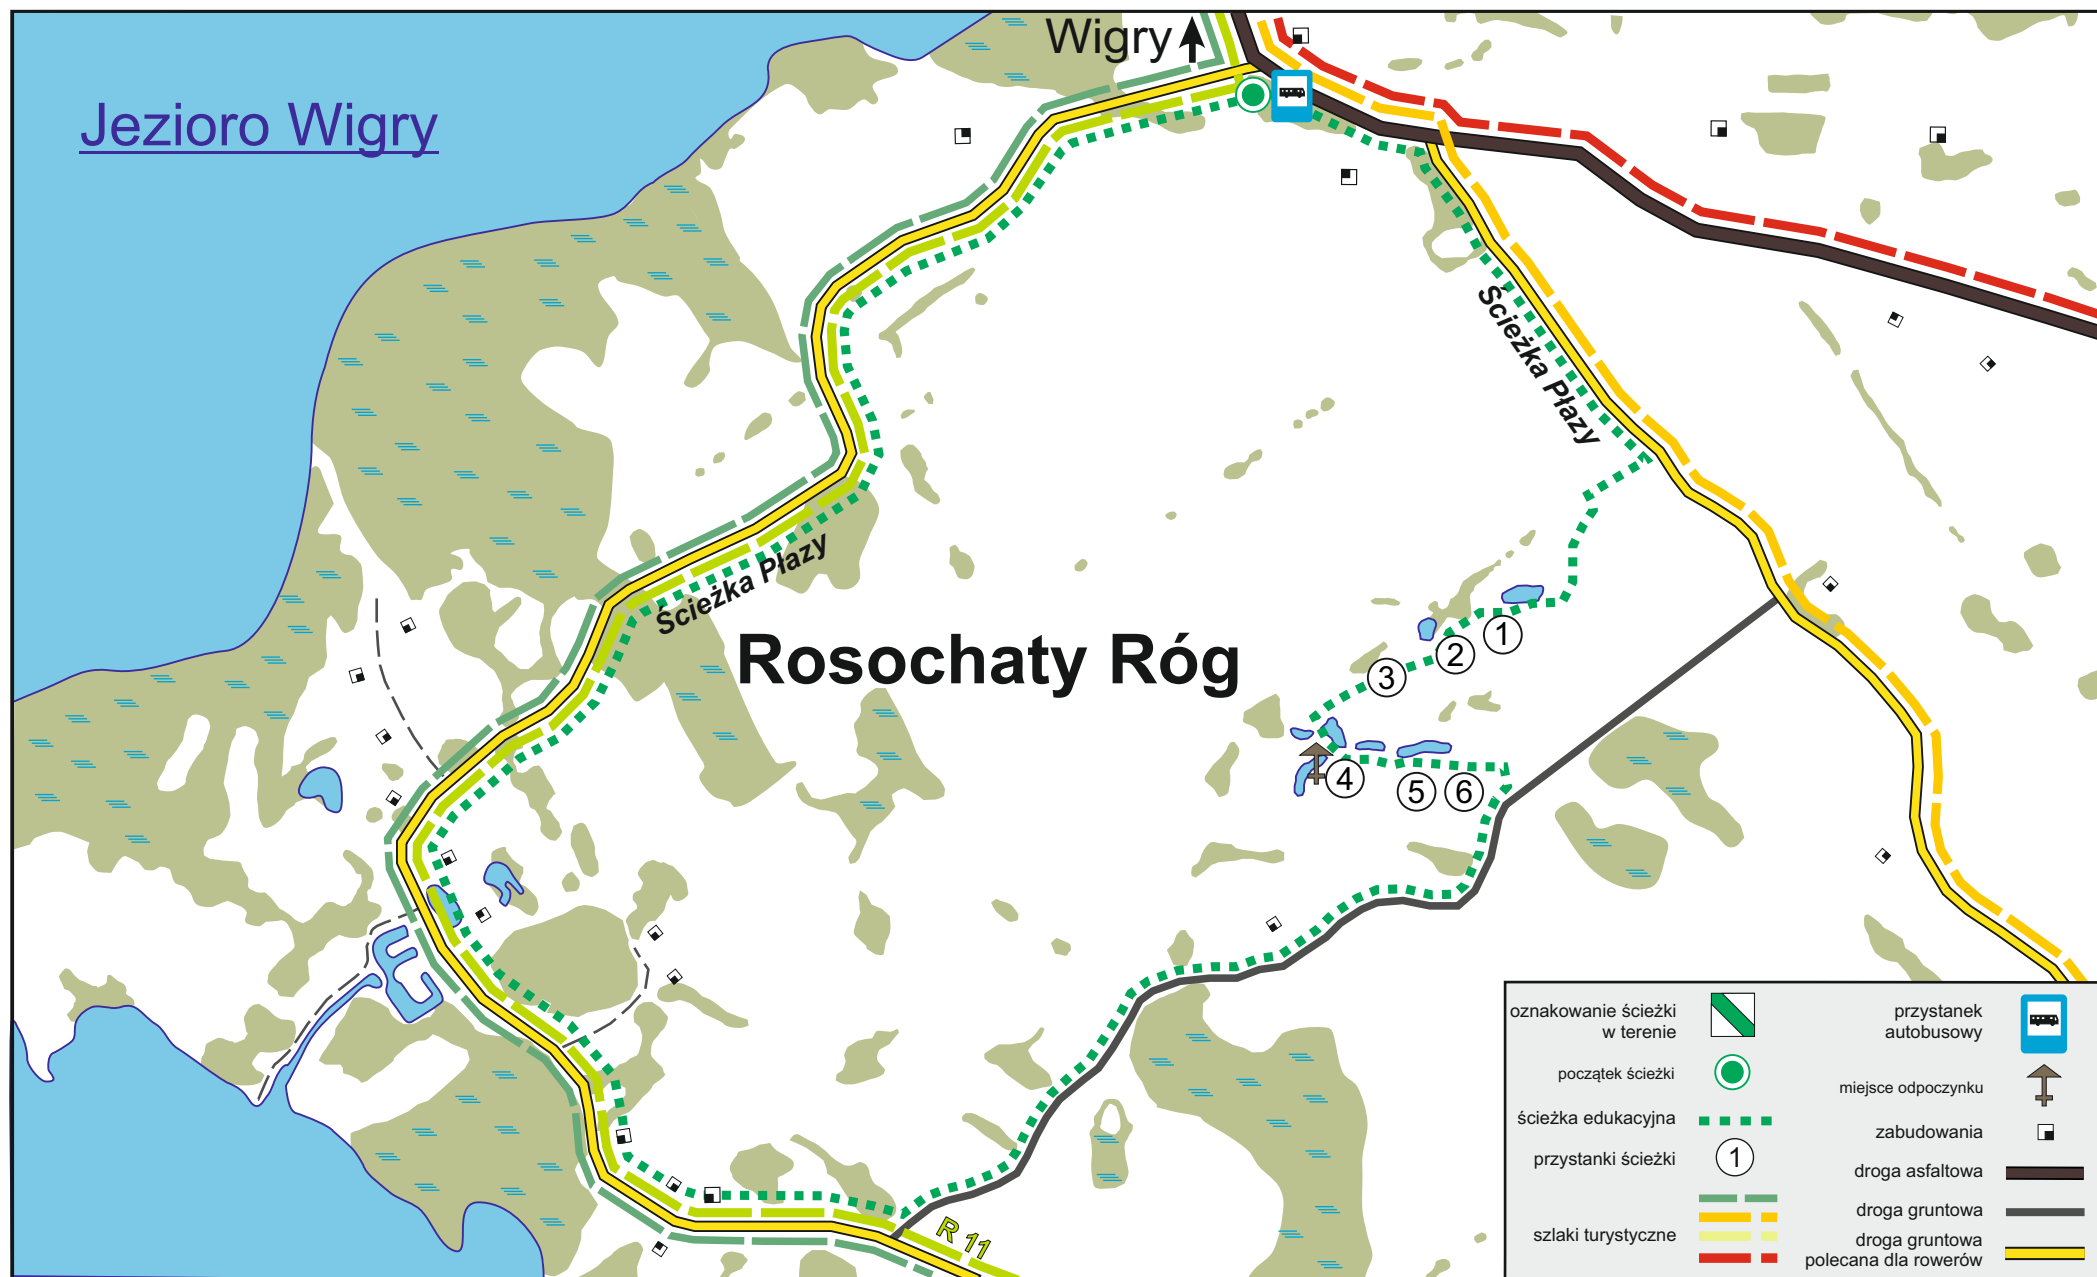 Wigry
Jezioro Wigry
Ścieżka Płazy
Ścieżka Płazy
Rosochaty Róg
1
2
3
4
5
6
R 11
oznakowanie ścieżki
w terenie
początek ścieżki
ścieżka edukacyjna
przystanki ścieżki
1
szlaki turystyczne
przystanek
autobusowy
miejsce odpoczynku
zabudowania
droga asfaltowa
droga gruntowa
droga gruntowa
polecana dla rowerów